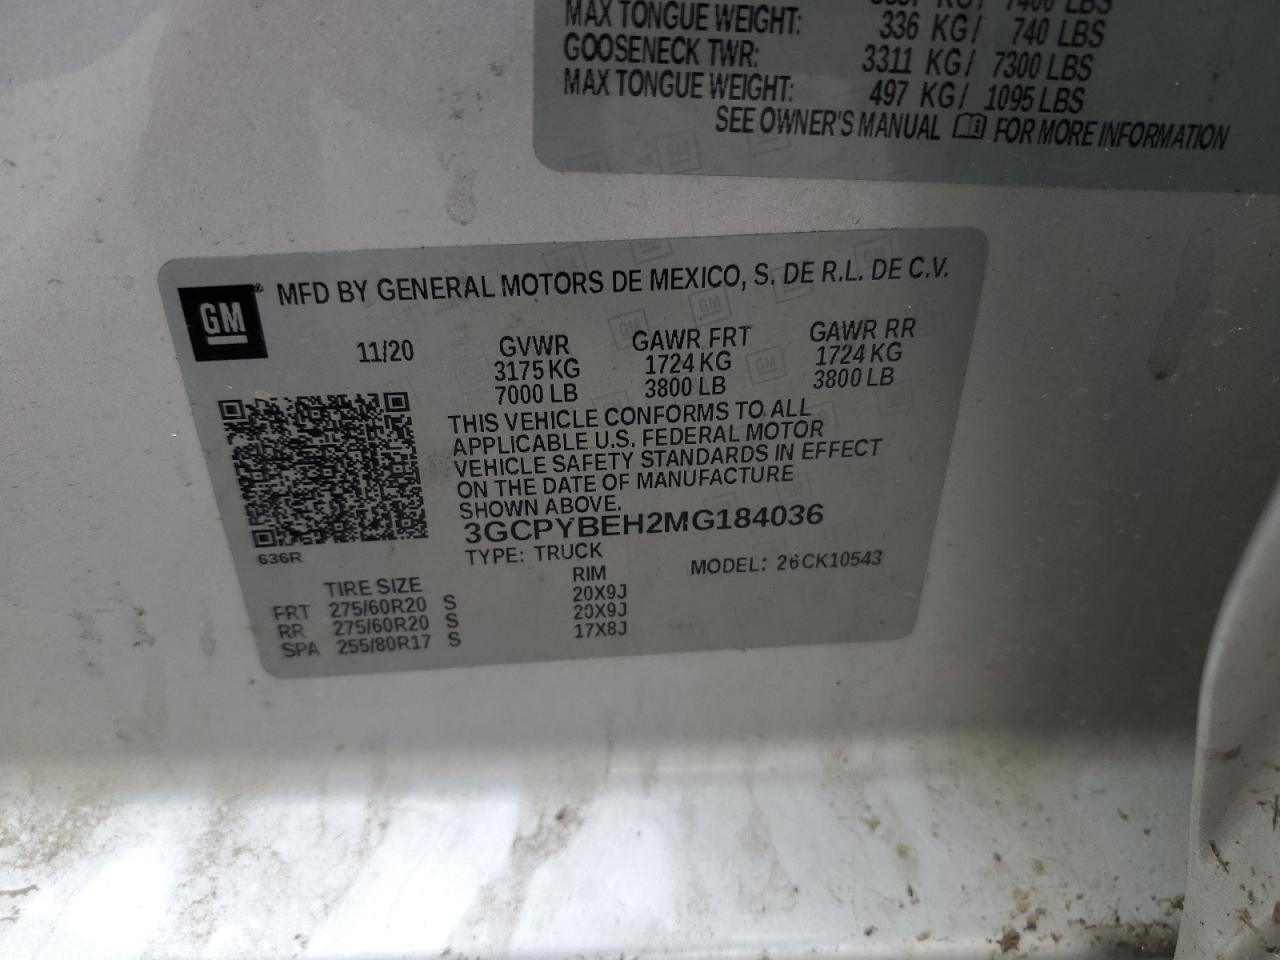 7400 LBS
MAX TONGUE WEIGHT: 336 KG/ 740 LBS
GOOSENECK TWR: 3311 KG/ 7300 LBS
MAX TONGUE WEIGHT: 497 KG/ 1095 LBS
SEE OWNER'S MANUAL FOR MORE INFORMATION
GM® MFD BY GENERAL MOTORS DE MEXICO, S. DE R.L. DE C.V.
11/20 GVWR GAWR FRT GAWR RR
3175 KG 1724 KG 1724 KG
7000 LB 3800 LB 3800 LB
THIS VEHICLE CONFORMS TO ALL
APPLICABLE U.S. FEDERAL MOTOR
VEHICLE SAFETY STANDARDS IN EFFECT
ON THE DATE OF MANUFACTURE
SHOWN ABOVE.
3GCPYBEH2MG184036
636R TYPE: TRUCK MODEL: 26CK10543
TIRE SIZE RIM
FRT 275/60R20 S 20X9J
RR 275/60R20 S 20X9J
SPA 255/80R17 S 17X8J